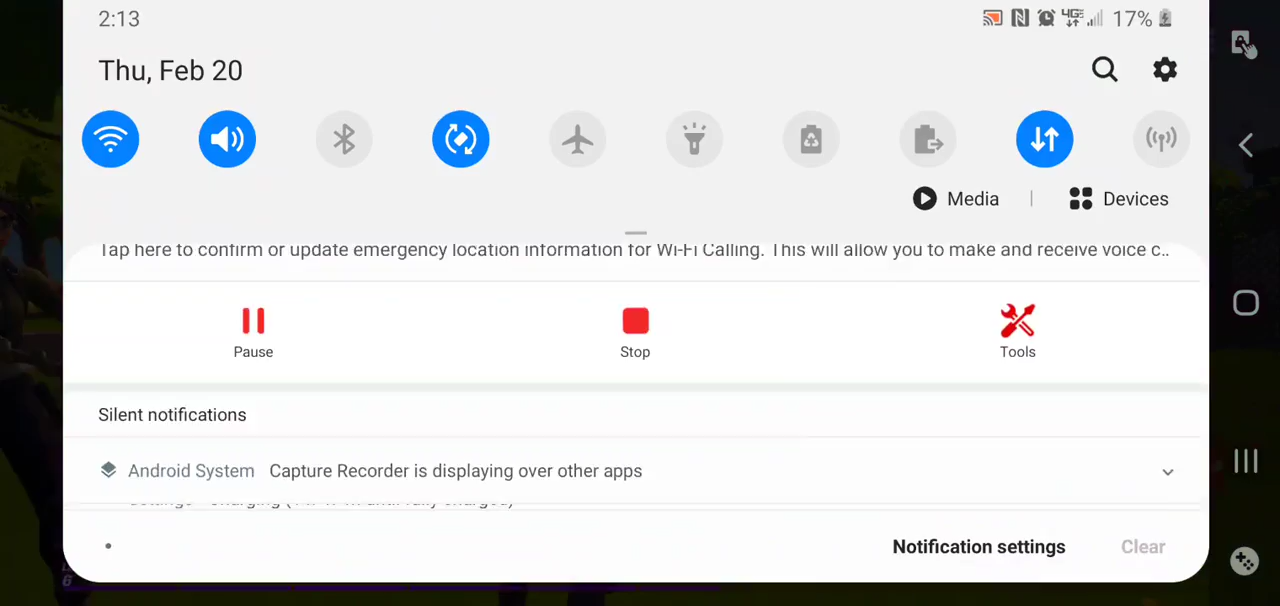 2:13
4GE 17%
Thu, Feb 20
Media | Devices
Tap here to confirm or update emergency location information for Wi-Fi Calling. This will allow you to make and receive voice c..
Pause Stop Tools
Silent notifications
Android System Capture Recorder is displaying over other apps
Notification settings Clear
6